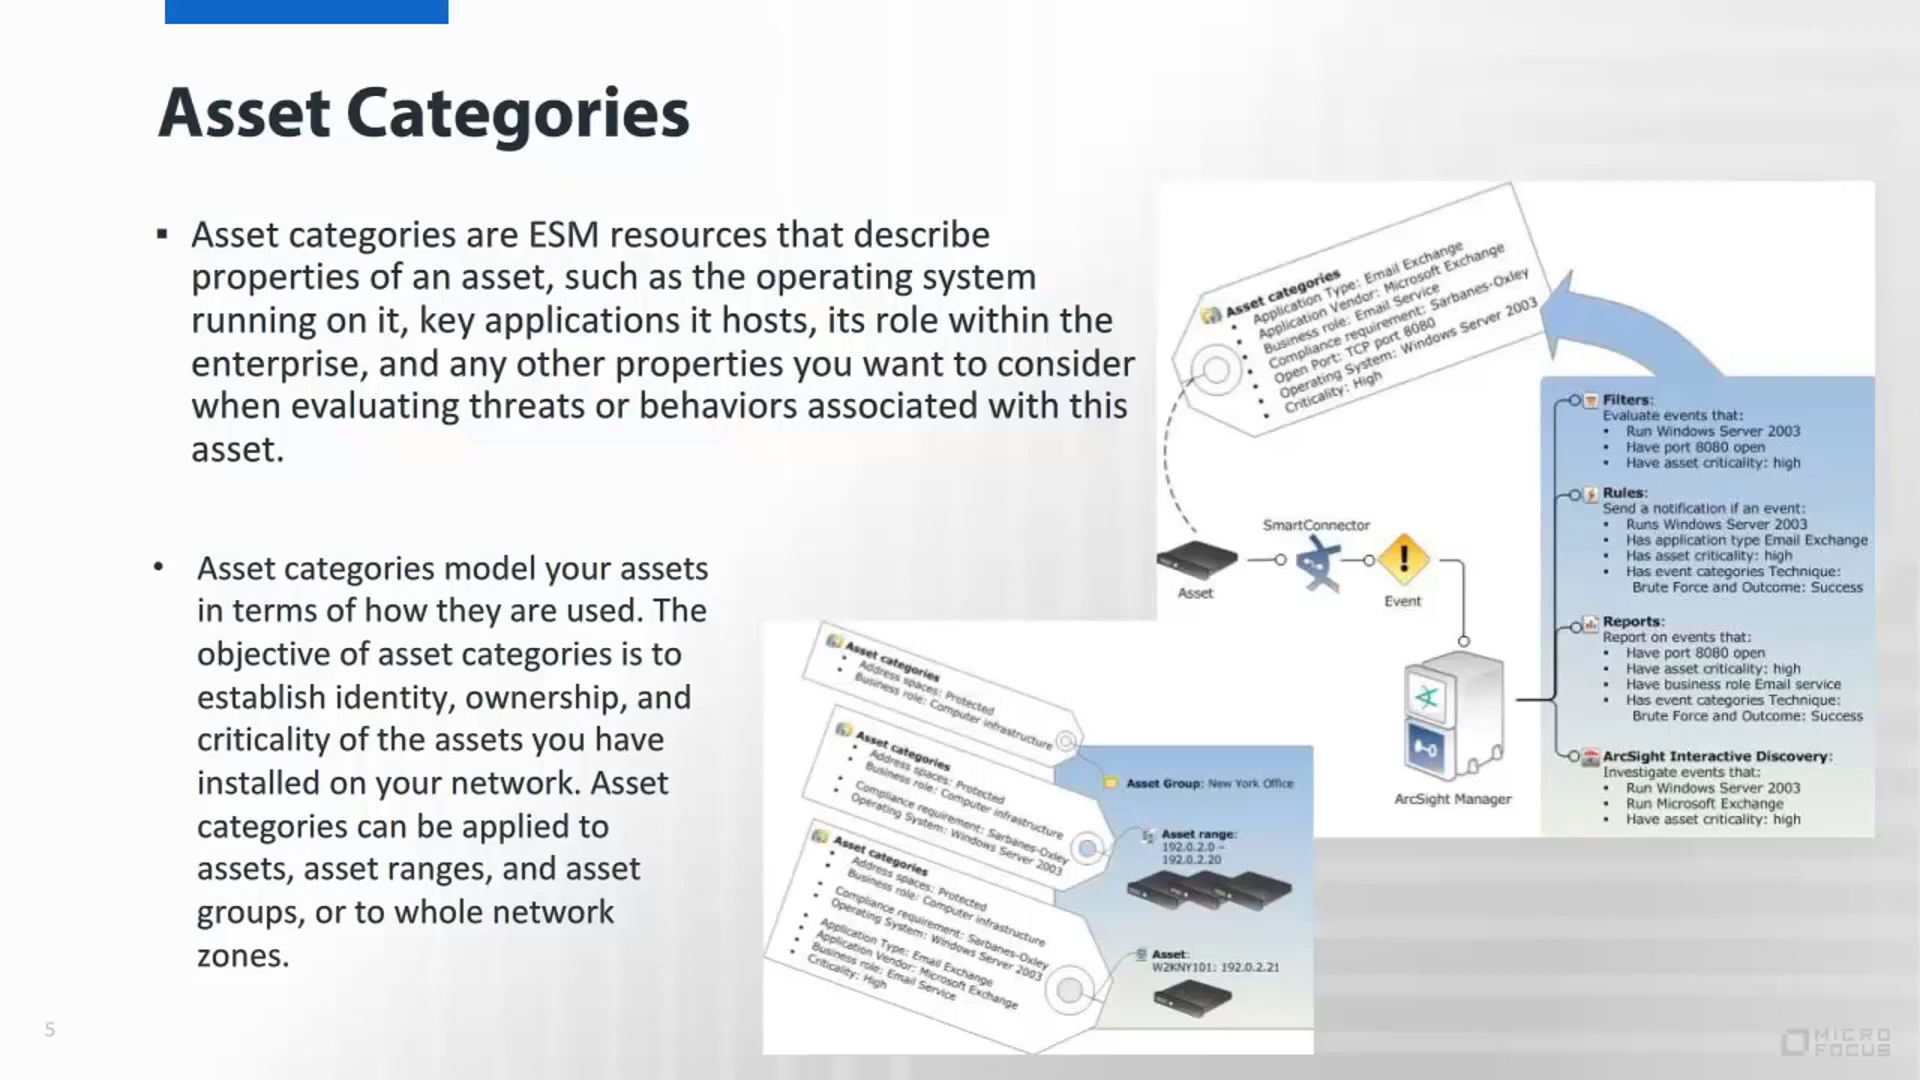 Asset Categories
▪ Asset categories are ESM resources that describe
properties of an asset, such as the operating system
running on it, key applications it hosts, its role within the
enterprise, and any other properties you want to consider
when evaluating threats or behaviors associated with this
asset.
• Asset categories model your assets
in terms of how they are used. The
objective of asset categories is to
establish identity, ownership, and
criticality of the assets you have
installed on your network. Asset
categories can be applied to
assets, asset ranges, and asset
groups, or to whole network
zones.
Asset categories
• Application Type: Email Exchange
• Application Vendor: Microsoft Exchange
• Business role: Email Service
• Compliance requirement: Sarbanes-Oxley
• Open Port: TCP port 8080
• Operating System: Windows Server 2003
• Criticality: High
SmartConnector
Asset
Event
ArcSight Manager
Filters:
Evaluate events that:
• Run Windows Server 2003
• Have port 8080 open
• Have asset criticality: high
Rules:
Send a notification if an event:
• Runs Windows Server 2003
• Has application type Email Exchange
• Has asset criticality: high
• Has event categories Technique:
Brute Force and Outcome: Success
Reports:
Report on events that:
• Have port 8080 open
• Have asset criticality: high
• Have business role Email service
• Has event categories Technique:
Brute Force and Outcome: Success
ArcSight Interactive Discovery:
Investigate events that:
• Run Windows Server 2003
• Run Microsoft Exchange
• Have asset criticality: high
Asset categories
• Address spaces: Protected
• Business role: Computer infrastructure
Asset categories
• Address spaces: Protected
• Business role: Computer infrastructure
• Compliance requirement: Sarbanes-Oxley
• Operating System: Windows Server 2003
Asset categories
• Address spaces: Protected
• Business role: Computer infrastructure
• Compliance requirement: Sarbanes-Oxley
• Operating System: Windows Server 2003
• Application Type: Email Exchange
• Application Vendor: Microsoft Exchange
• Business role: Email Service
• Criticality: High
Asset Group: New York Office
Asset range:
192.0.2.0 –
192.0.2.20
Asset:
W2KNY101: 192.0.2.21
5
MICRO
FOCUS